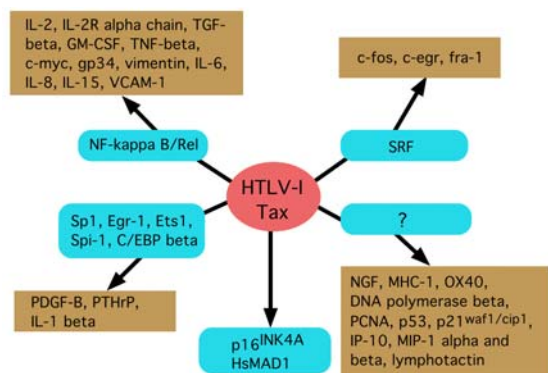 IL-2, IL-2R alpha chain, TGF-
beta, GM-CSF, TNF-beta,
c-myc, gp34, vimentin, IL-6,
IL-8, IL-15, VCAM-1
c-fos, c-egr, fra-1
NF-kappa B/Rel
SRF
HTLV-I
Tax
Sp1, Egr-1, Ets1,
Spi-1, C/EBP beta
?
PDGF-B, PTHrP,
IL-1 beta
p16INK4A
HsMAD1
NGF, MHC-1, OX40,
DNA polymerase beta,
PCNA, p53, p21waf1/cip1,
IP-10, MIP-1 alpha and
beta, lymphotactin